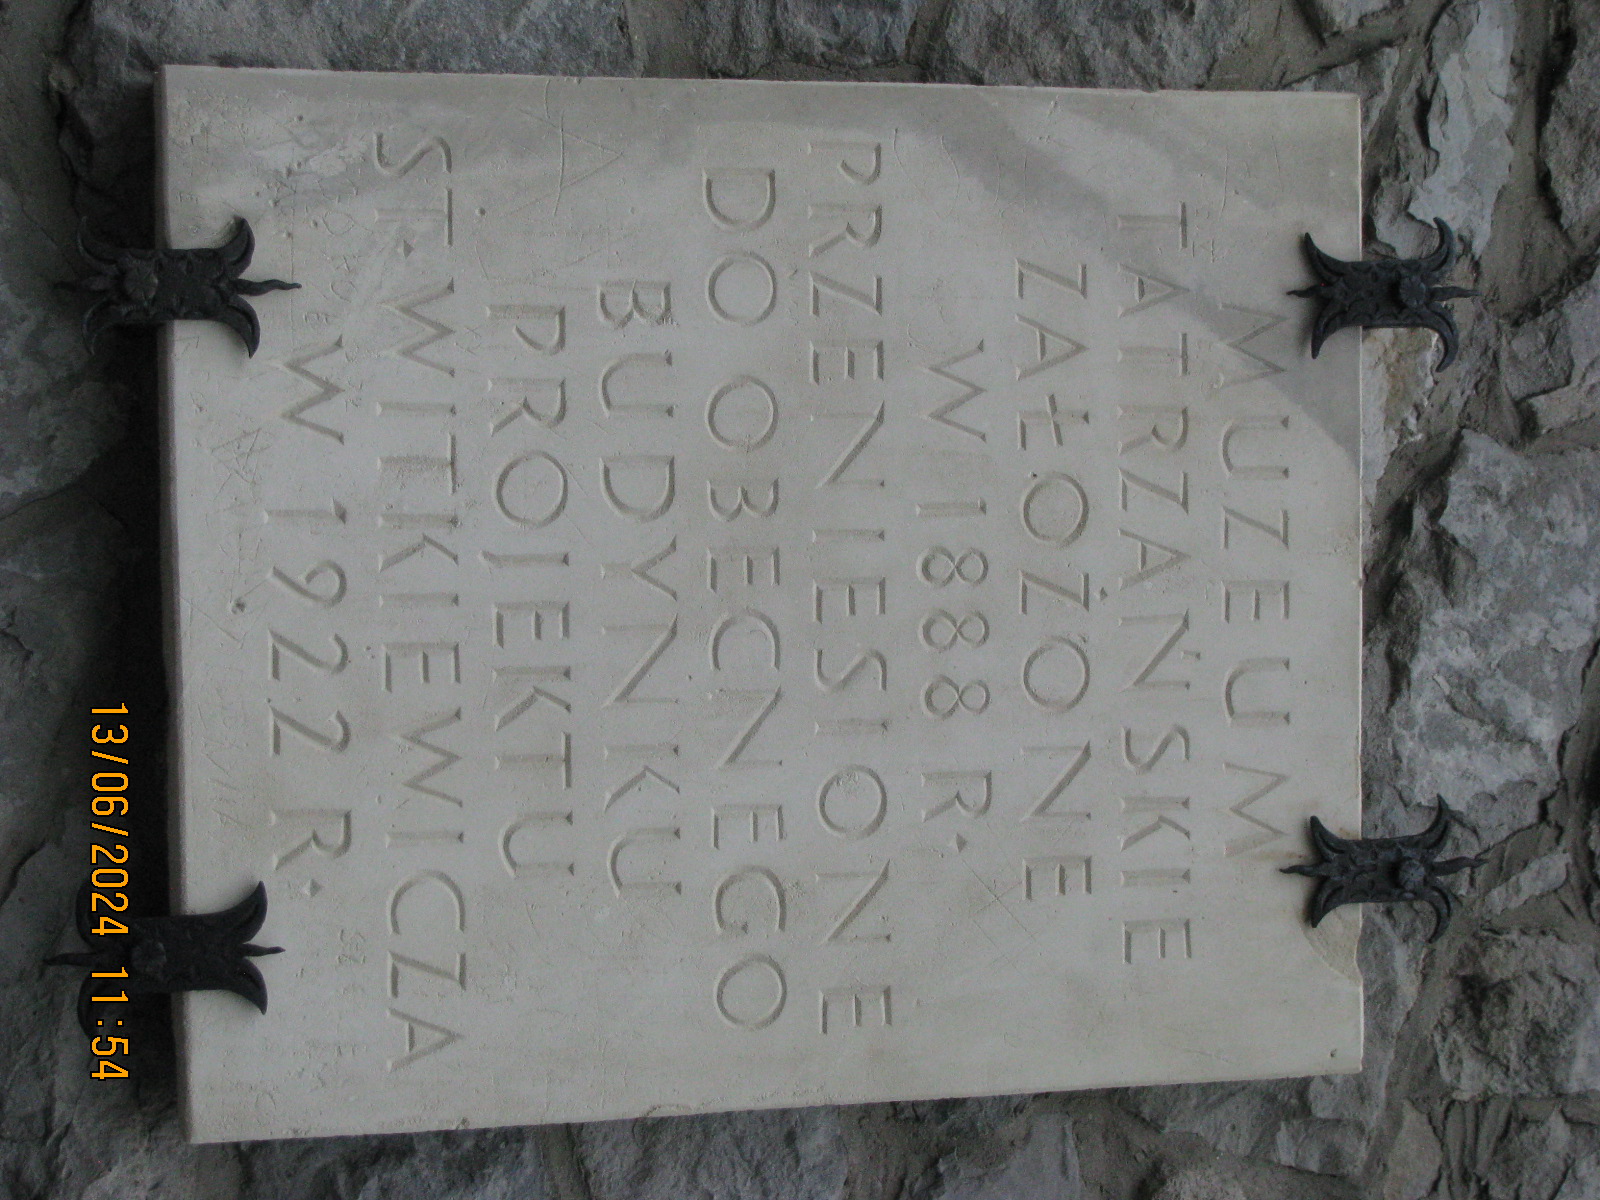 MUZEUM
TATRZAŃSKIE
ZAŁOŻONE
W 1888 R.
PRZENIESIONE
DO OBECNEGO
BUDYNKU
PROJEKTU
ST. WITKIEWICZA
W 1922 R.
13/06/2024 11:54